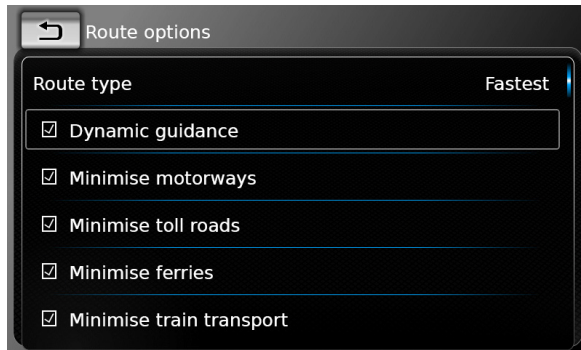 Route options
Route type Fastest
Dynamic guidance
Minimise motorways
Minimise toll roads
Minimise ferries
Minimise train transport